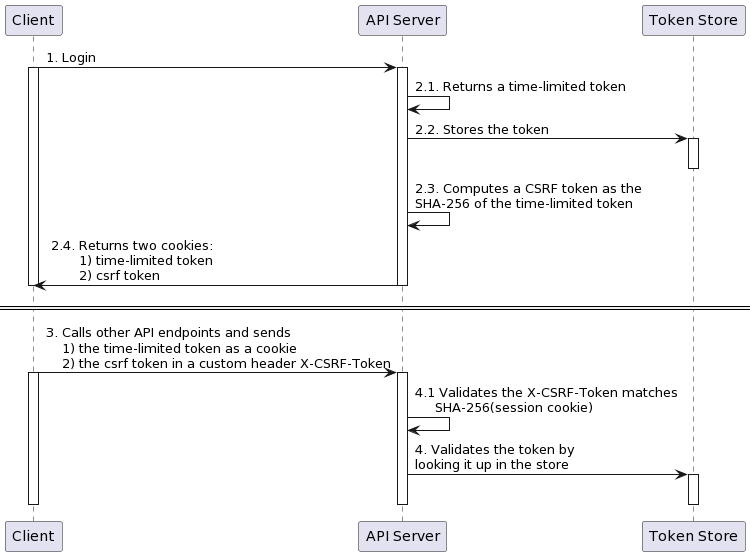 Client
API Server
Token Store
1. Login
2.1. Returns a time-limited token
2.2. Stores the token
2.3. Computes a CSRF token as the
SHA-256 of the time-limited token
2.4. Returns two cookies:
1) time-limited token
2) csrf token
3. Calls other API endpoints and sends
1) the time-limited token as a cookie
2) the csrf token in a custom header X-CSRF-Token
4.1 Validates the X-CSRF-Token matches
SHA-256(session cookie)
4. Validates the token by
looking it up in the store
Client
API Server
Token Store